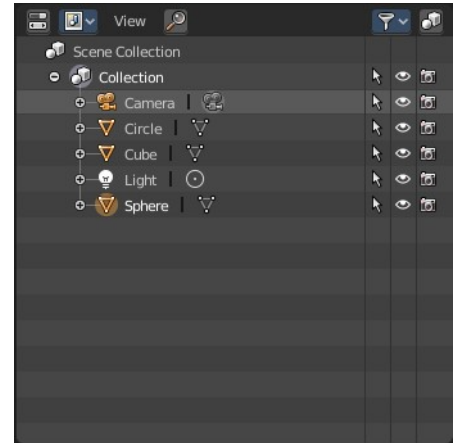 View
Scene Collection
Collection
Camera
Circle
Cube
Light
Sphere